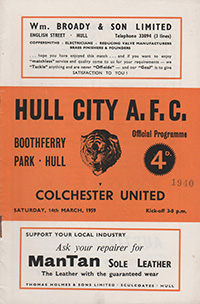 Wm. BROADY & SON LIMITED
ENGLISH STREET · HULL Telephone 33894 (3 lines)
COPPERSMITHS - ELECTRICIANS - REDUCING VALVE MANUFACTURERS
BRASS FINISHERS & FOUNDERS
... hope you have enjoyed this match ... and if you want to enjoy
"matchless" service and quality come to us for your requirements — we
"Tackle" anything and are never "Off-side" — and our "Goal" is to give
SATISFACTION TO YOU !
HULL CITY A.F.C.
Official Programme
BOOTHFERRY
PARK · HULL
4D.
1940
v
COLCHESTER UNITED
SATURDAY, 14th MARCH, 1959 Kick-off 3-0 p.m.
SUPPORT YOUR LOCAL INDUSTRY
Ask your repairer for
ManTan SOLE LEATHER
The Leather with the guaranteed wear
THOMAS HOLMES & SONS LIMITED · SCULCOATES · HULL